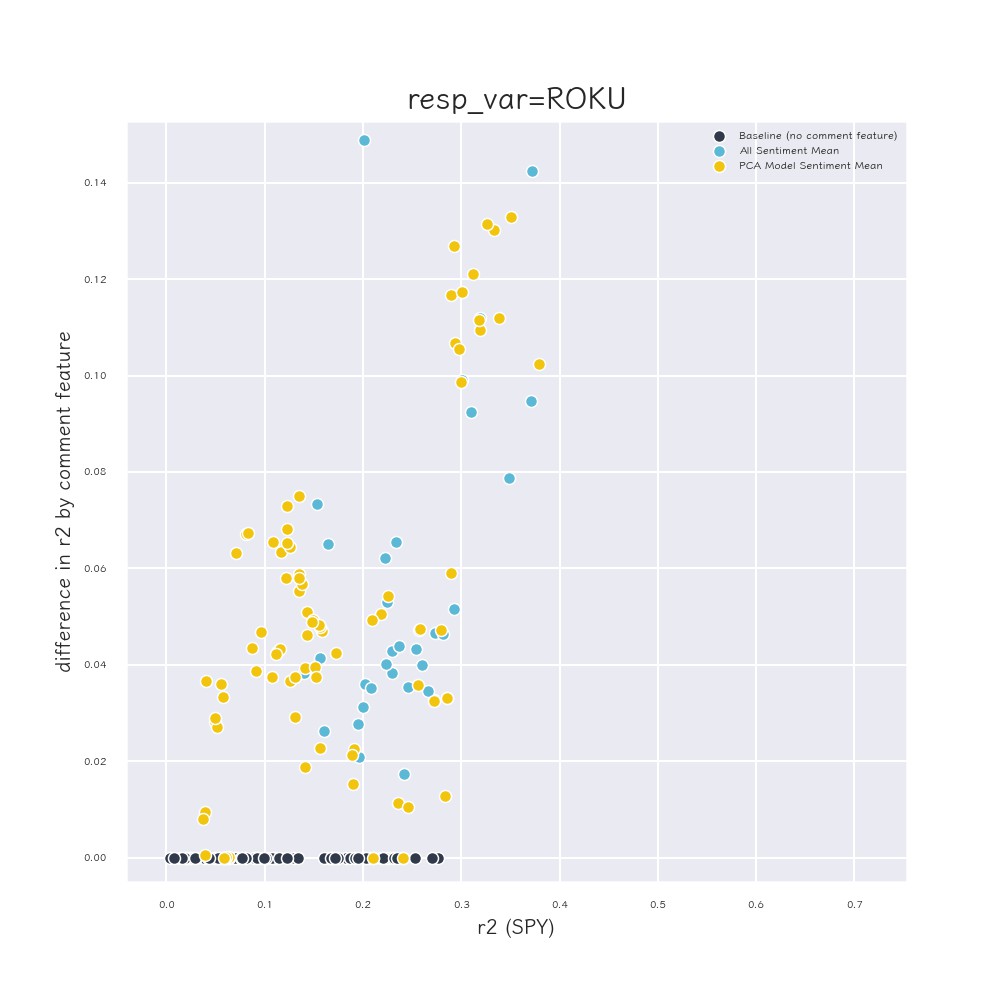 resp_var=ROKU
Baseline (no comment feature)
All Sentiment Mean
PCA Model Sentiment Mean
difference in r2 by comment feature
0.14
0.12
0.10
0.08
0.06
0.04
0.02
0.00
0.0 0.1 0.2 0.3 0.4 0.5 0.6 0.7
r2 (SPY)